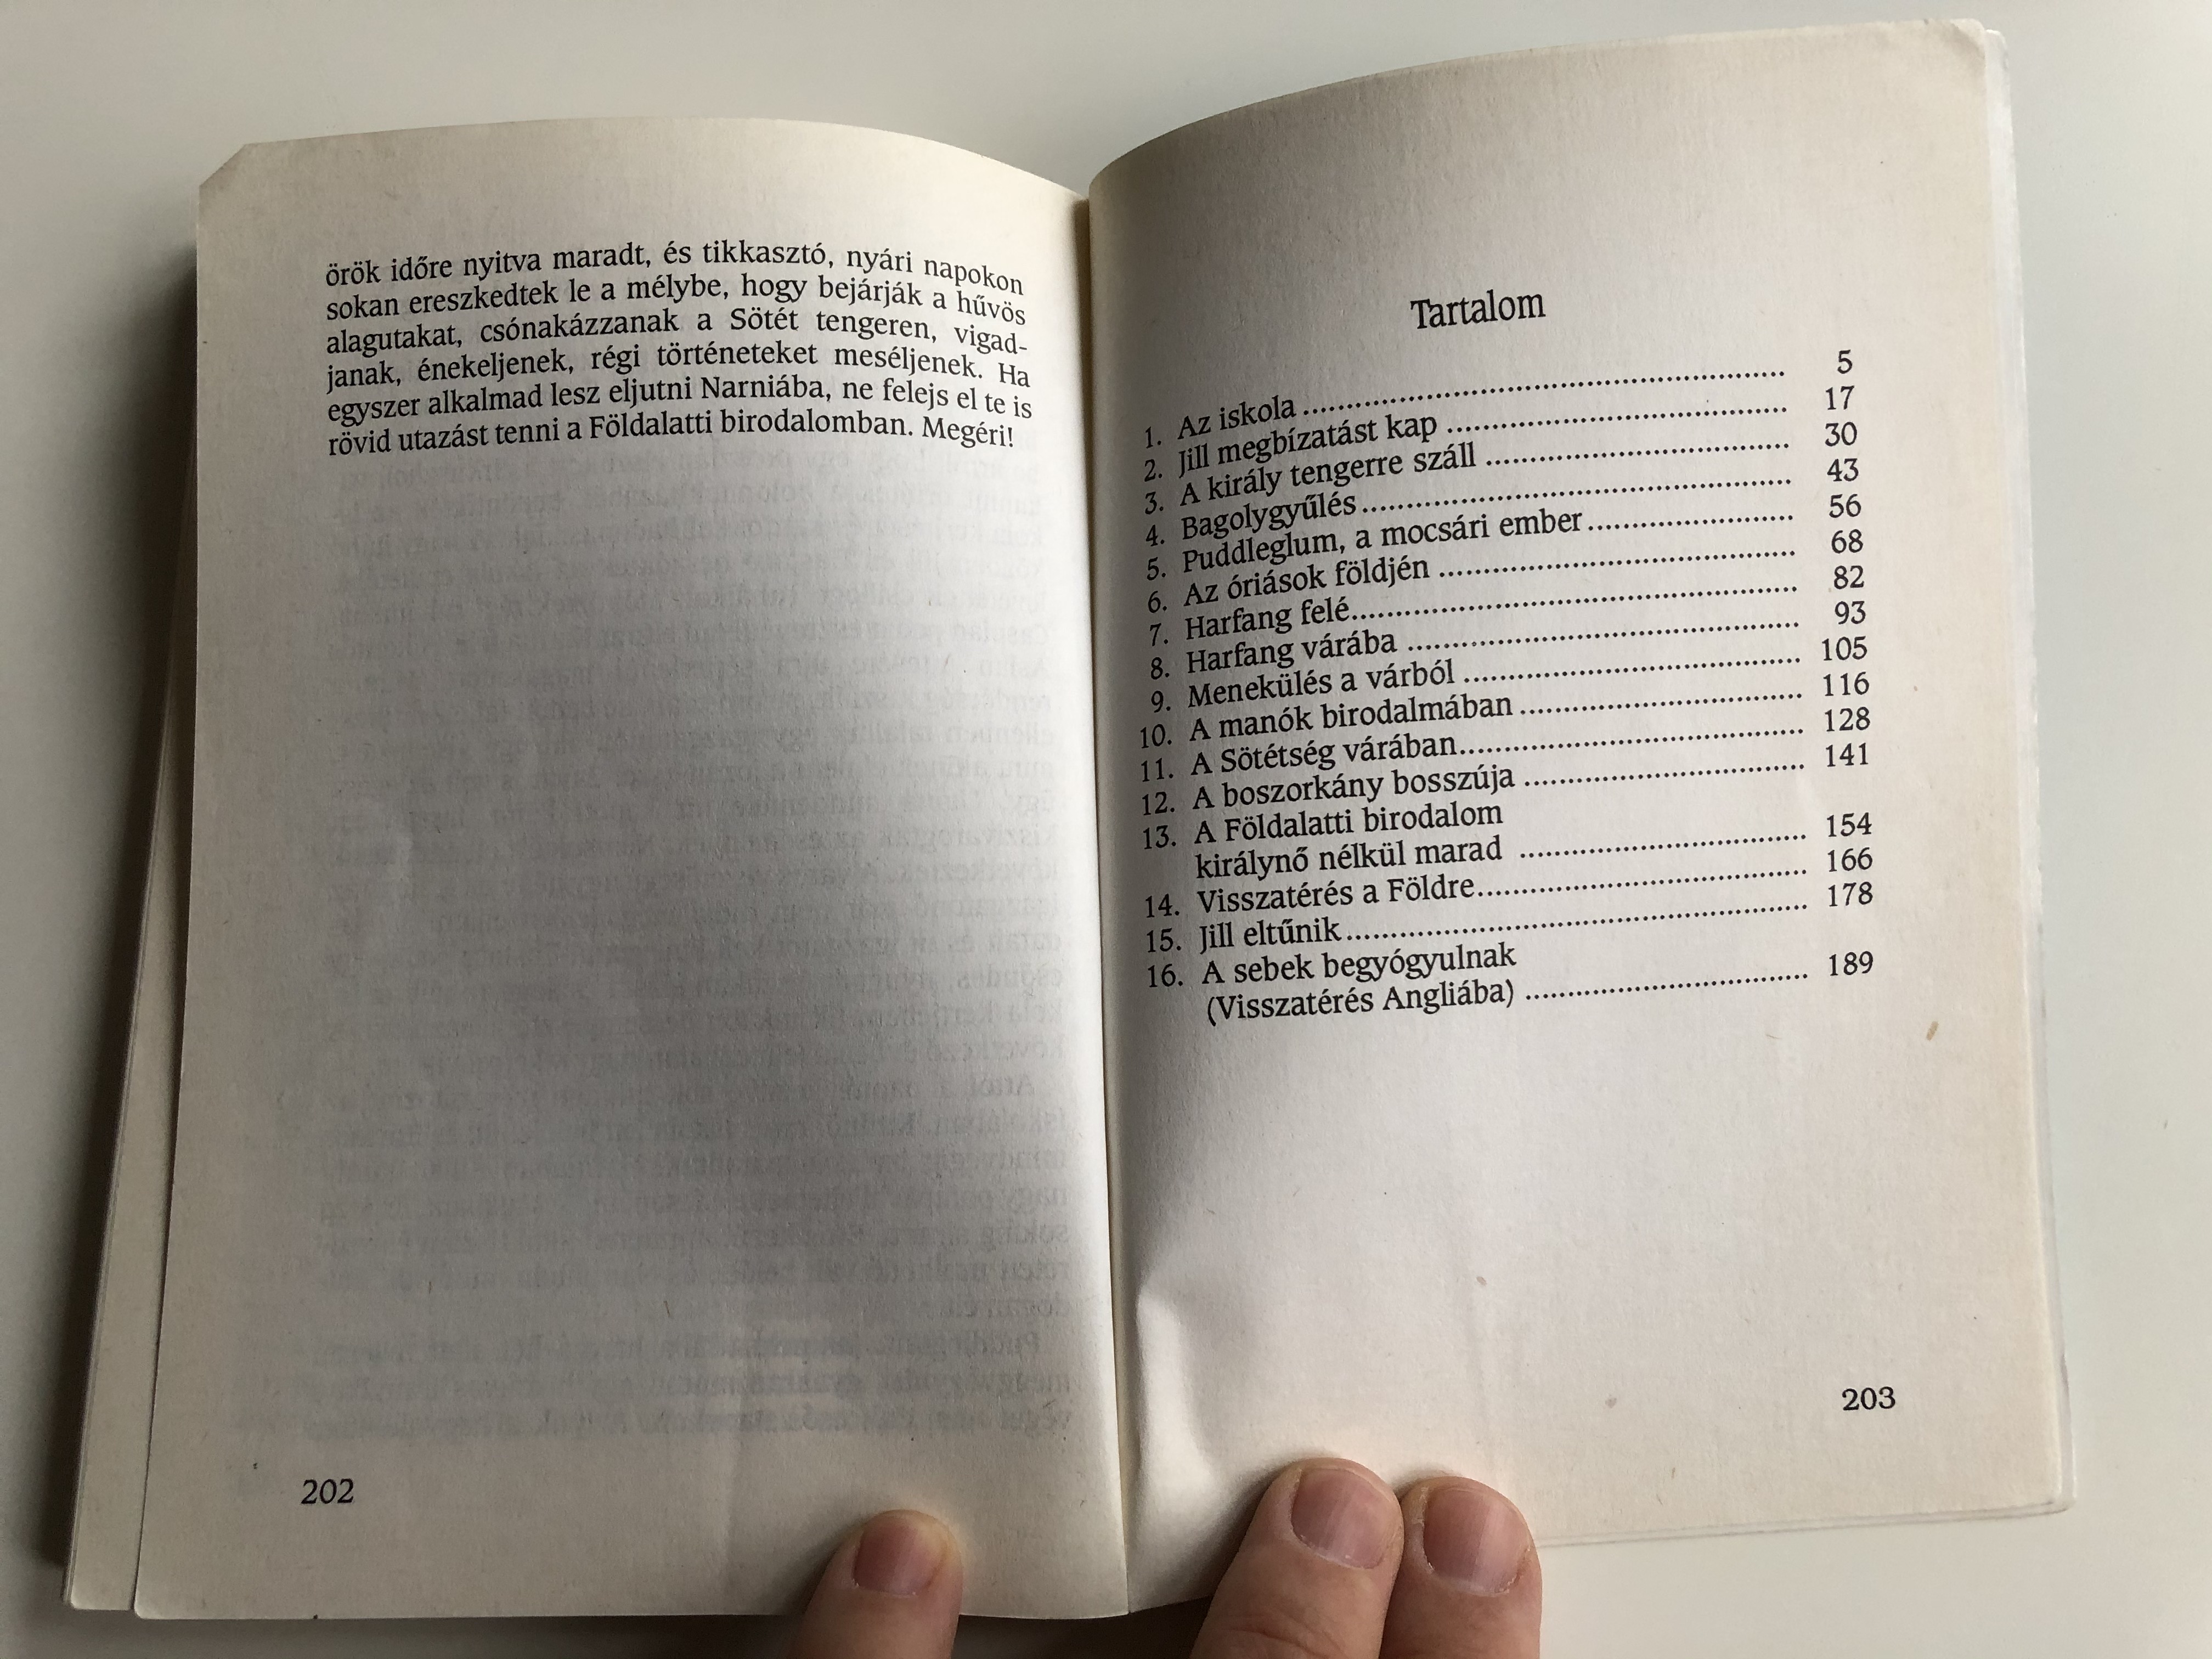 örök időre nyitva maradt, és tikkasztó, nyári napokon
sokan ereszkedtek le a mélybe, hogy bejárják a hűvös
alagutakat, csónakázzanak a Sötét tengeren, vigad-
janak, énekeljenek, régi történeteket meséljenek. Ha
egyszer alkalmad lesz eljutni Narniába, ne felejs el te is
rövid utazást tenni a Földalatti birodalomban. Megéri!
202
Tartalom
1. Az iskola ........................................................ 5
2. Jill megbízatást kap ........................................ 17
3. A király tengerre száll .................................... 30
4. Bagolygyűlés .................................................. 43
5. Puddleglum, a mocsári ember ........................ 56
6. Az óriások földjén .......................................... 68
7. Harfang felé .................................................... 82
8. Harfang várába ............................................... 93
9. Menekülés a várból ........................................ 105
10. A manók birodalmában .................................. 116
11. A Sötétség várában ......................................... 128
12. A boszorkány bosszúja ................................... 141
13. A Földalatti birodalom
királynő nélkül marad .................................... 154
14. Visszatérés a Földre ........................................ 166
15. Jill eltűnik ....................................................... 178
16. A sebek begyógyulnak
(Visszatérés Angliába) ................................... 189
203